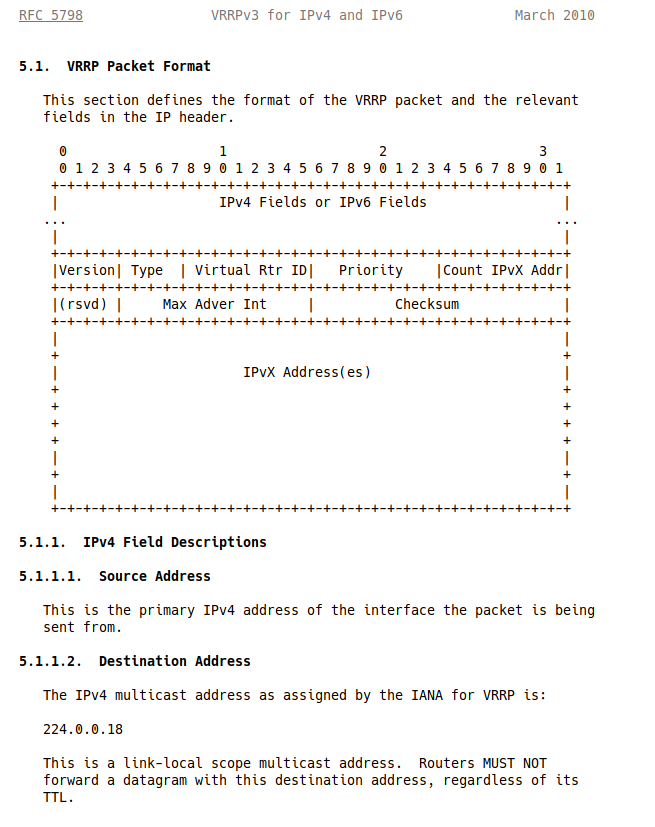 RFC 5798                VRRPv3 for IPv4 and IPv6              March 2010
5.1.  VRRP Packet Format
   This section defines the format of the VRRP packet and the relevant
   fields in the IP header.
     0                   1                   2                   3
     0 1 2 3 4 5 6 7 8 9 0 1 2 3 4 5 6 7 8 9 0 1 2 3 4 5 6 7 8 9 0 1
    +-+-+-+-+-+-+-+-+-+-+-+-+-+-+-+-+-+-+-+-+-+-+-+-+-+-+-+-+-+-+-+-+
    |                    IPv4 Fields or IPv6 Fields                 |
   ...                                                             ...
    |                                                               |
    +-+-+-+-+-+-+-+-+-+-+-+-+-+-+-+-+-+-+-+-+-+-+-+-+-+-+-+-+-+-+-+-+
    |Version| Type  | Virtual Rtr ID|   Priority    |Count IPvX Addr|
    +-+-+-+-+-+-+-+-+-+-+-+-+-+-+-+-+-+-+-+-+-+-+-+-+-+-+-+-+-+-+-+-+
    |(rsvd) |     Max Adver Int     |          Checksum             |
    +-+-+-+-+-+-+-+-+-+-+-+-+-+-+-+-+-+-+-+-+-+-+-+-+-+-+-+-+-+-+-+-+
    |                                                               |
    +                                                               +
    |                       IPvX Address(es)                        |
    +                                                               +
    +                                                               +
    +                                                               +
    +                                                               +
    |                                                               |
    +                                                               +
    |                                                               |
    +-+-+-+-+-+-+-+-+-+-+-+-+-+-+-+-+-+-+-+-+-+-+-+-+-+-+-+-+-+-+-+-+
5.1.1.  IPv4 Field Descriptions
5.1.1.1.  Source Address
   This is the primary IPv4 address of the interface the packet is being
   sent from.
5.1.1.2.  Destination Address
   The IPv4 multicast address as assigned by the IANA for VRRP is:
   224.0.0.18
   This is a link-local scope multicast address.  Routers MUST NOT
   forward a datagram with this destination address, regardless of its
   TTL.